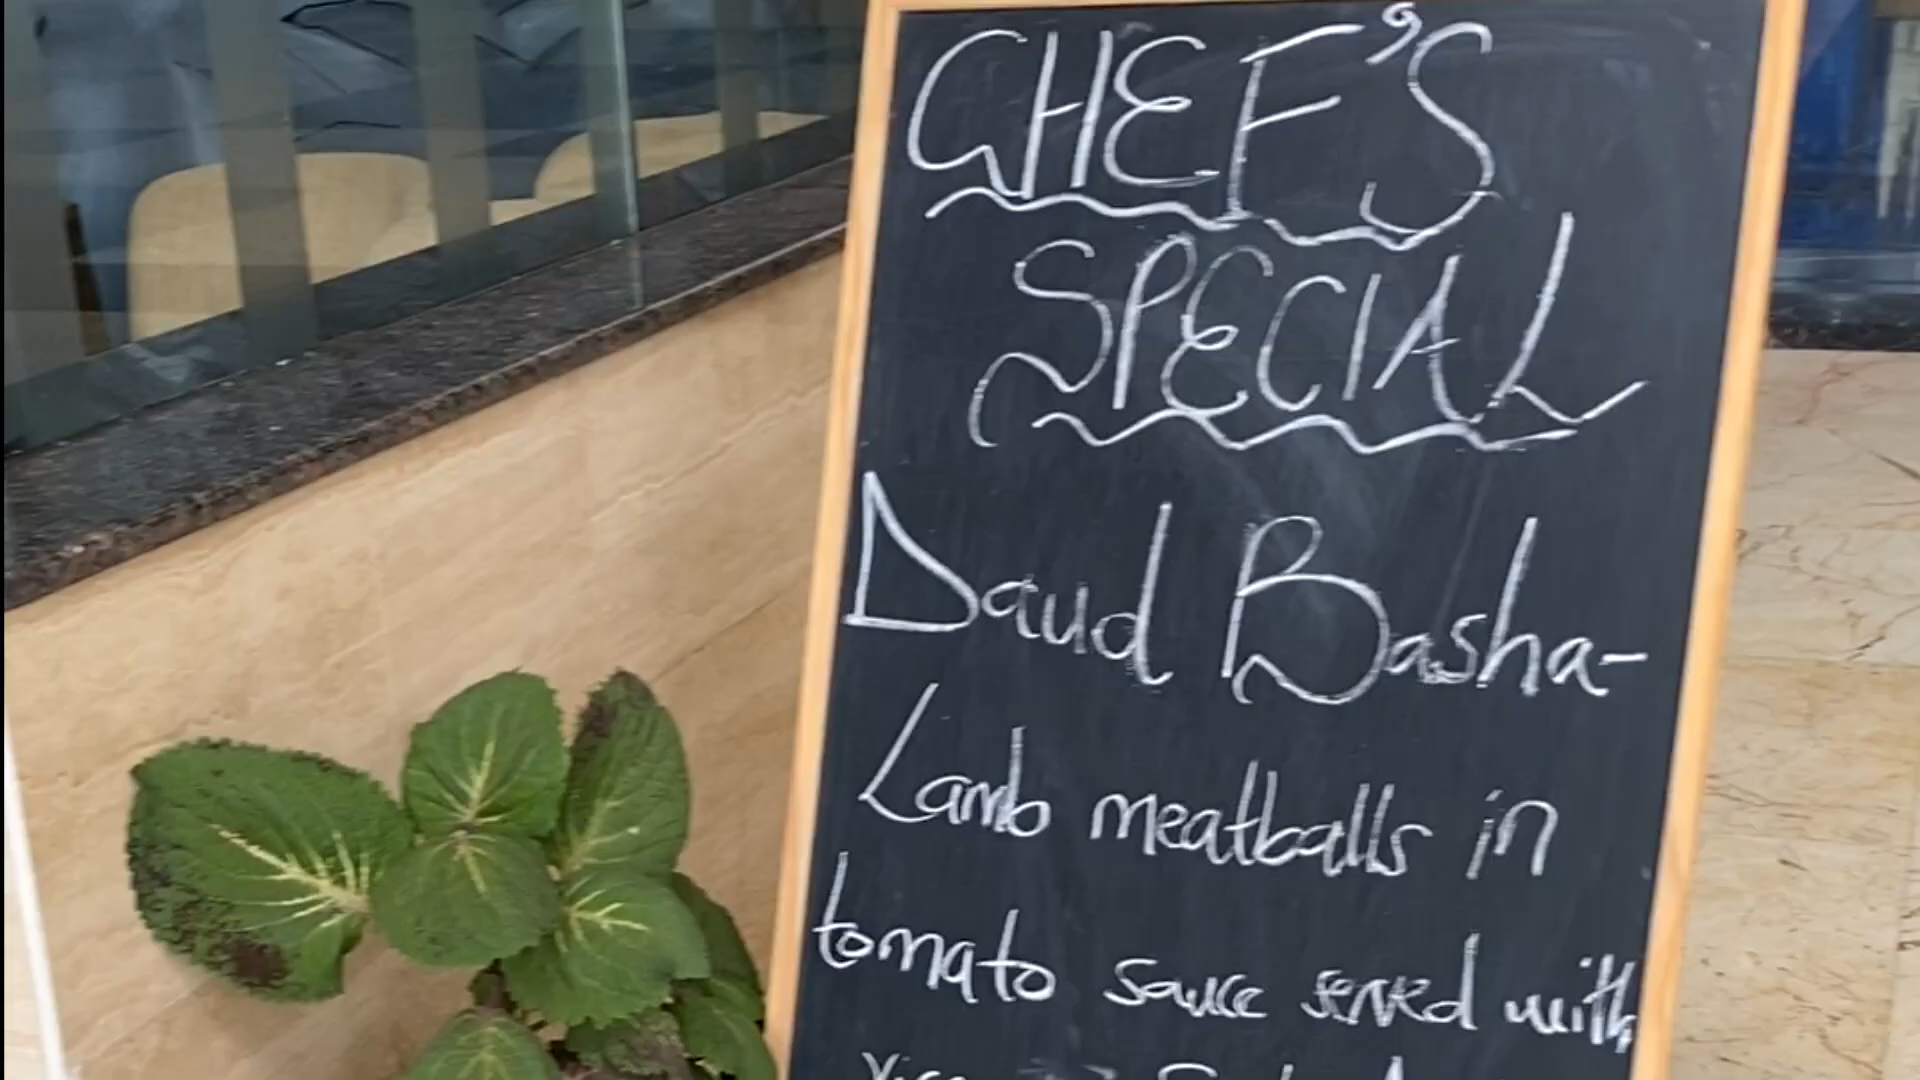 CHEF'S
SPECIAL
Daud Basha-
Lamb meatballs in
tomato sauce served with